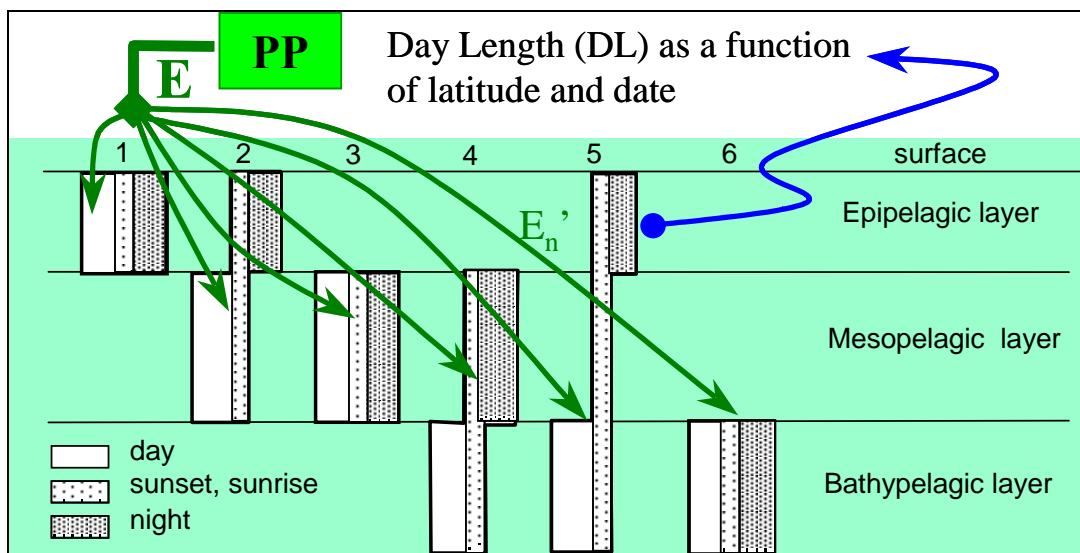 PP
E
Day Length (DL) as a function
of latitude and date
1 2 3 4 5 6 surface
Epipelagic layer
En’
Mesopelagic layer
day
sunset, sunrise
night
Bathypelagic layer